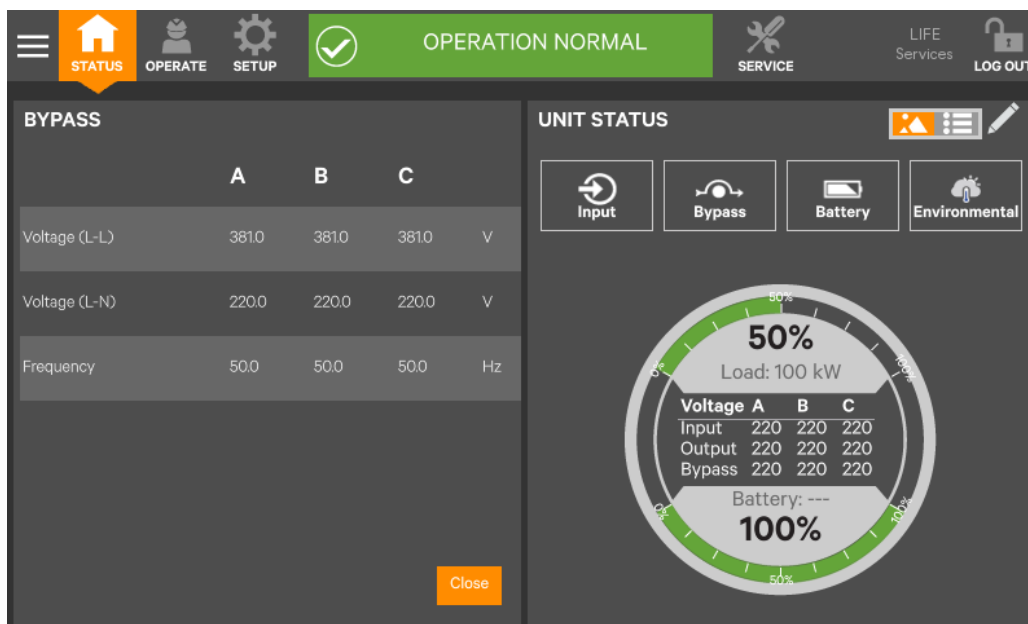 STATUS
OPERATE
SETUP
OPERATION NORMAL
SERVICE
LIFE
Services
LOG OUT
BYPASS
A B C
Voltage (L-L) 381.0 381.0 381.0 V
Voltage (L-N) 220.0 220.0 220.0 V
Frequency 50.0 50.0 50.0 Hz
Close
UNIT STATUS
Input
Bypass
Battery
Environmental
50%
0%
100%
50%
Load: 100 kW
Voltage A B C
Input 220 220 220
Output 220 220 220
Bypass 220 220 220
Battery: ---
100%
0%
100%
50%